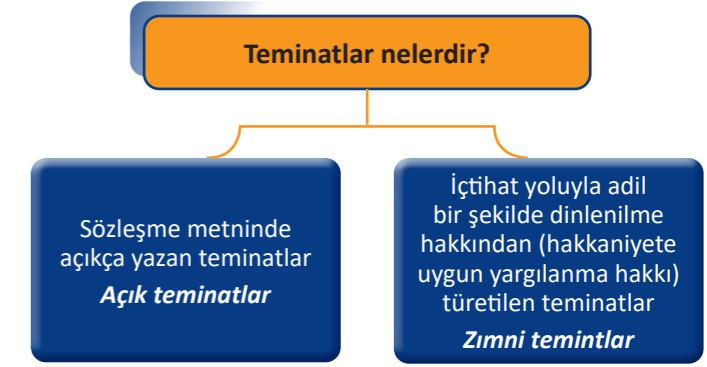 Teminatlar nelerdir?
Sözleşme metninde
açıkça yazan teminatlar
Açık teminatlar
İçtihat yoluyla adil
bir şekilde dinlenilme
hakkından (hakkaniyete
uygun yargılanma hakkı)
türetilen teminatlar
Zımni temintlar